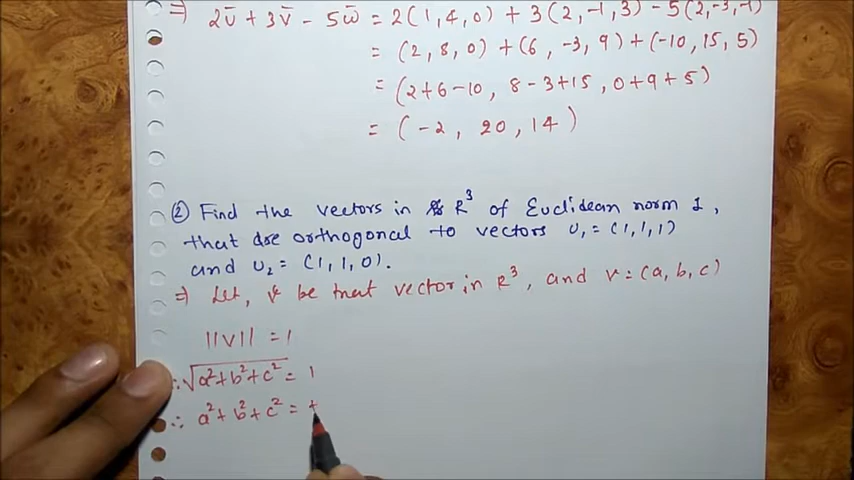 ⇒ 2ū + 3v̄ - 5w̄ = 2(1,4,0) + 3(2,-1,3) - 5(2,-3,-1)
= (2,8,0) + (6,-3,9) + (-10,15,5)
= (2+6-10, 8-3+15, 0+9+5)
= (-2, 20, 14)
② Find the vectors in R³ of Euclidean norm 1,
that are orthogonal to vectors u₁ = (1,1,1)
and u₂ = (1,1,0).
⇒ Let, v be that vector in R³, and v = (a,b,c)
||v|| = 1
∴ √a²+b²+c² = 1
∴ a²+b²+c² =